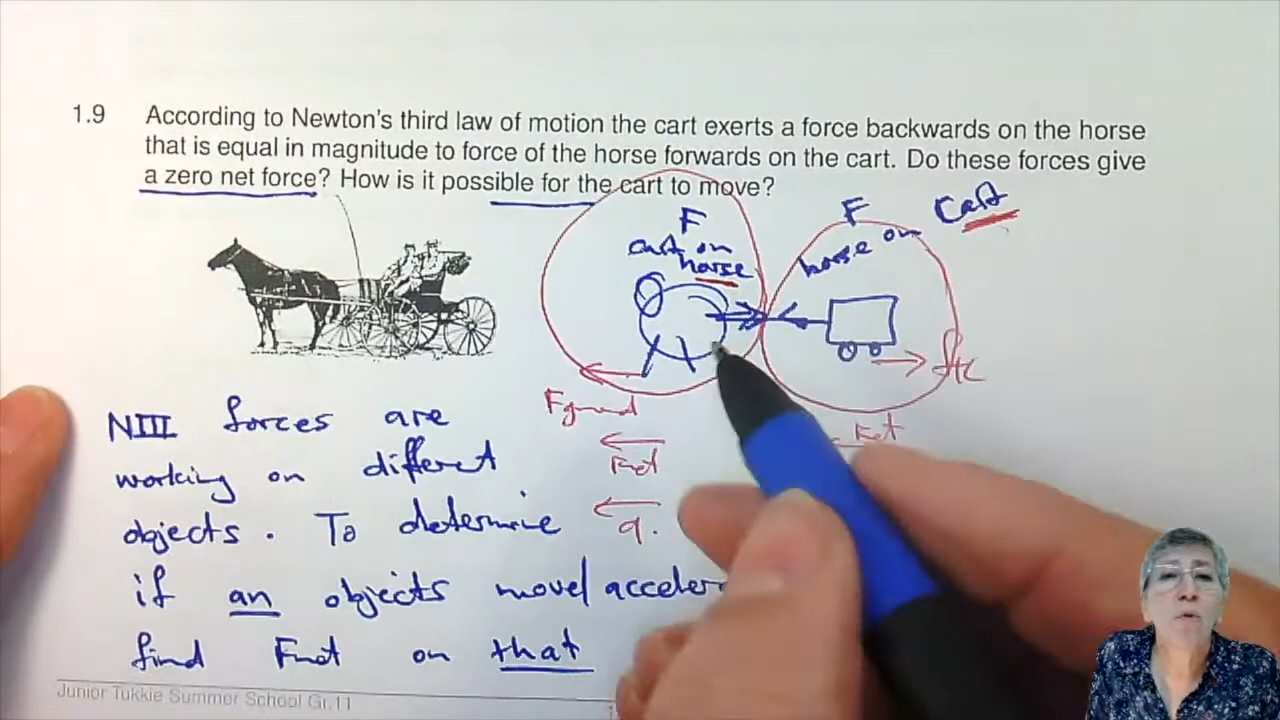 1.9 According to Newton's third law of motion the cart exerts a force backwards on the horse
that is equal in magnitude to force of the horse forwards on the cart. Do these forces give
a zero net force? How is it possible for the cart to move?
F
cart on
horse
F
horse on Cart
Fground
Fnet
a.
Fnet
NIII forces are
working on different
objects. To determine
if an objects move/acceler
find Fnet on that
Junior Tukkie Summer School Gr.11